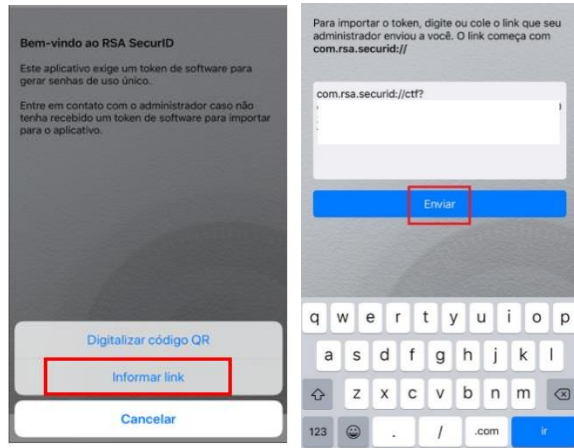 Bem-vindo ao RSA SecurID
Este aplicativo exige um token de software para
gerar senhas de uso único.
Entre em contato com o administrador caso não
tenha recebido um token de software para importar
para o aplicativo.
Digitalizar código QR
Informar link
Cancelar
Para importar o token, digite ou cole o link que seu
administrador enviou a você. O link começa com
com.rsa.securid://
com.rsa.securid://ctf?
Enviar
q w e r t y u i o p
a s d f g h j k l
z x c v b n m
123 . / .com ir